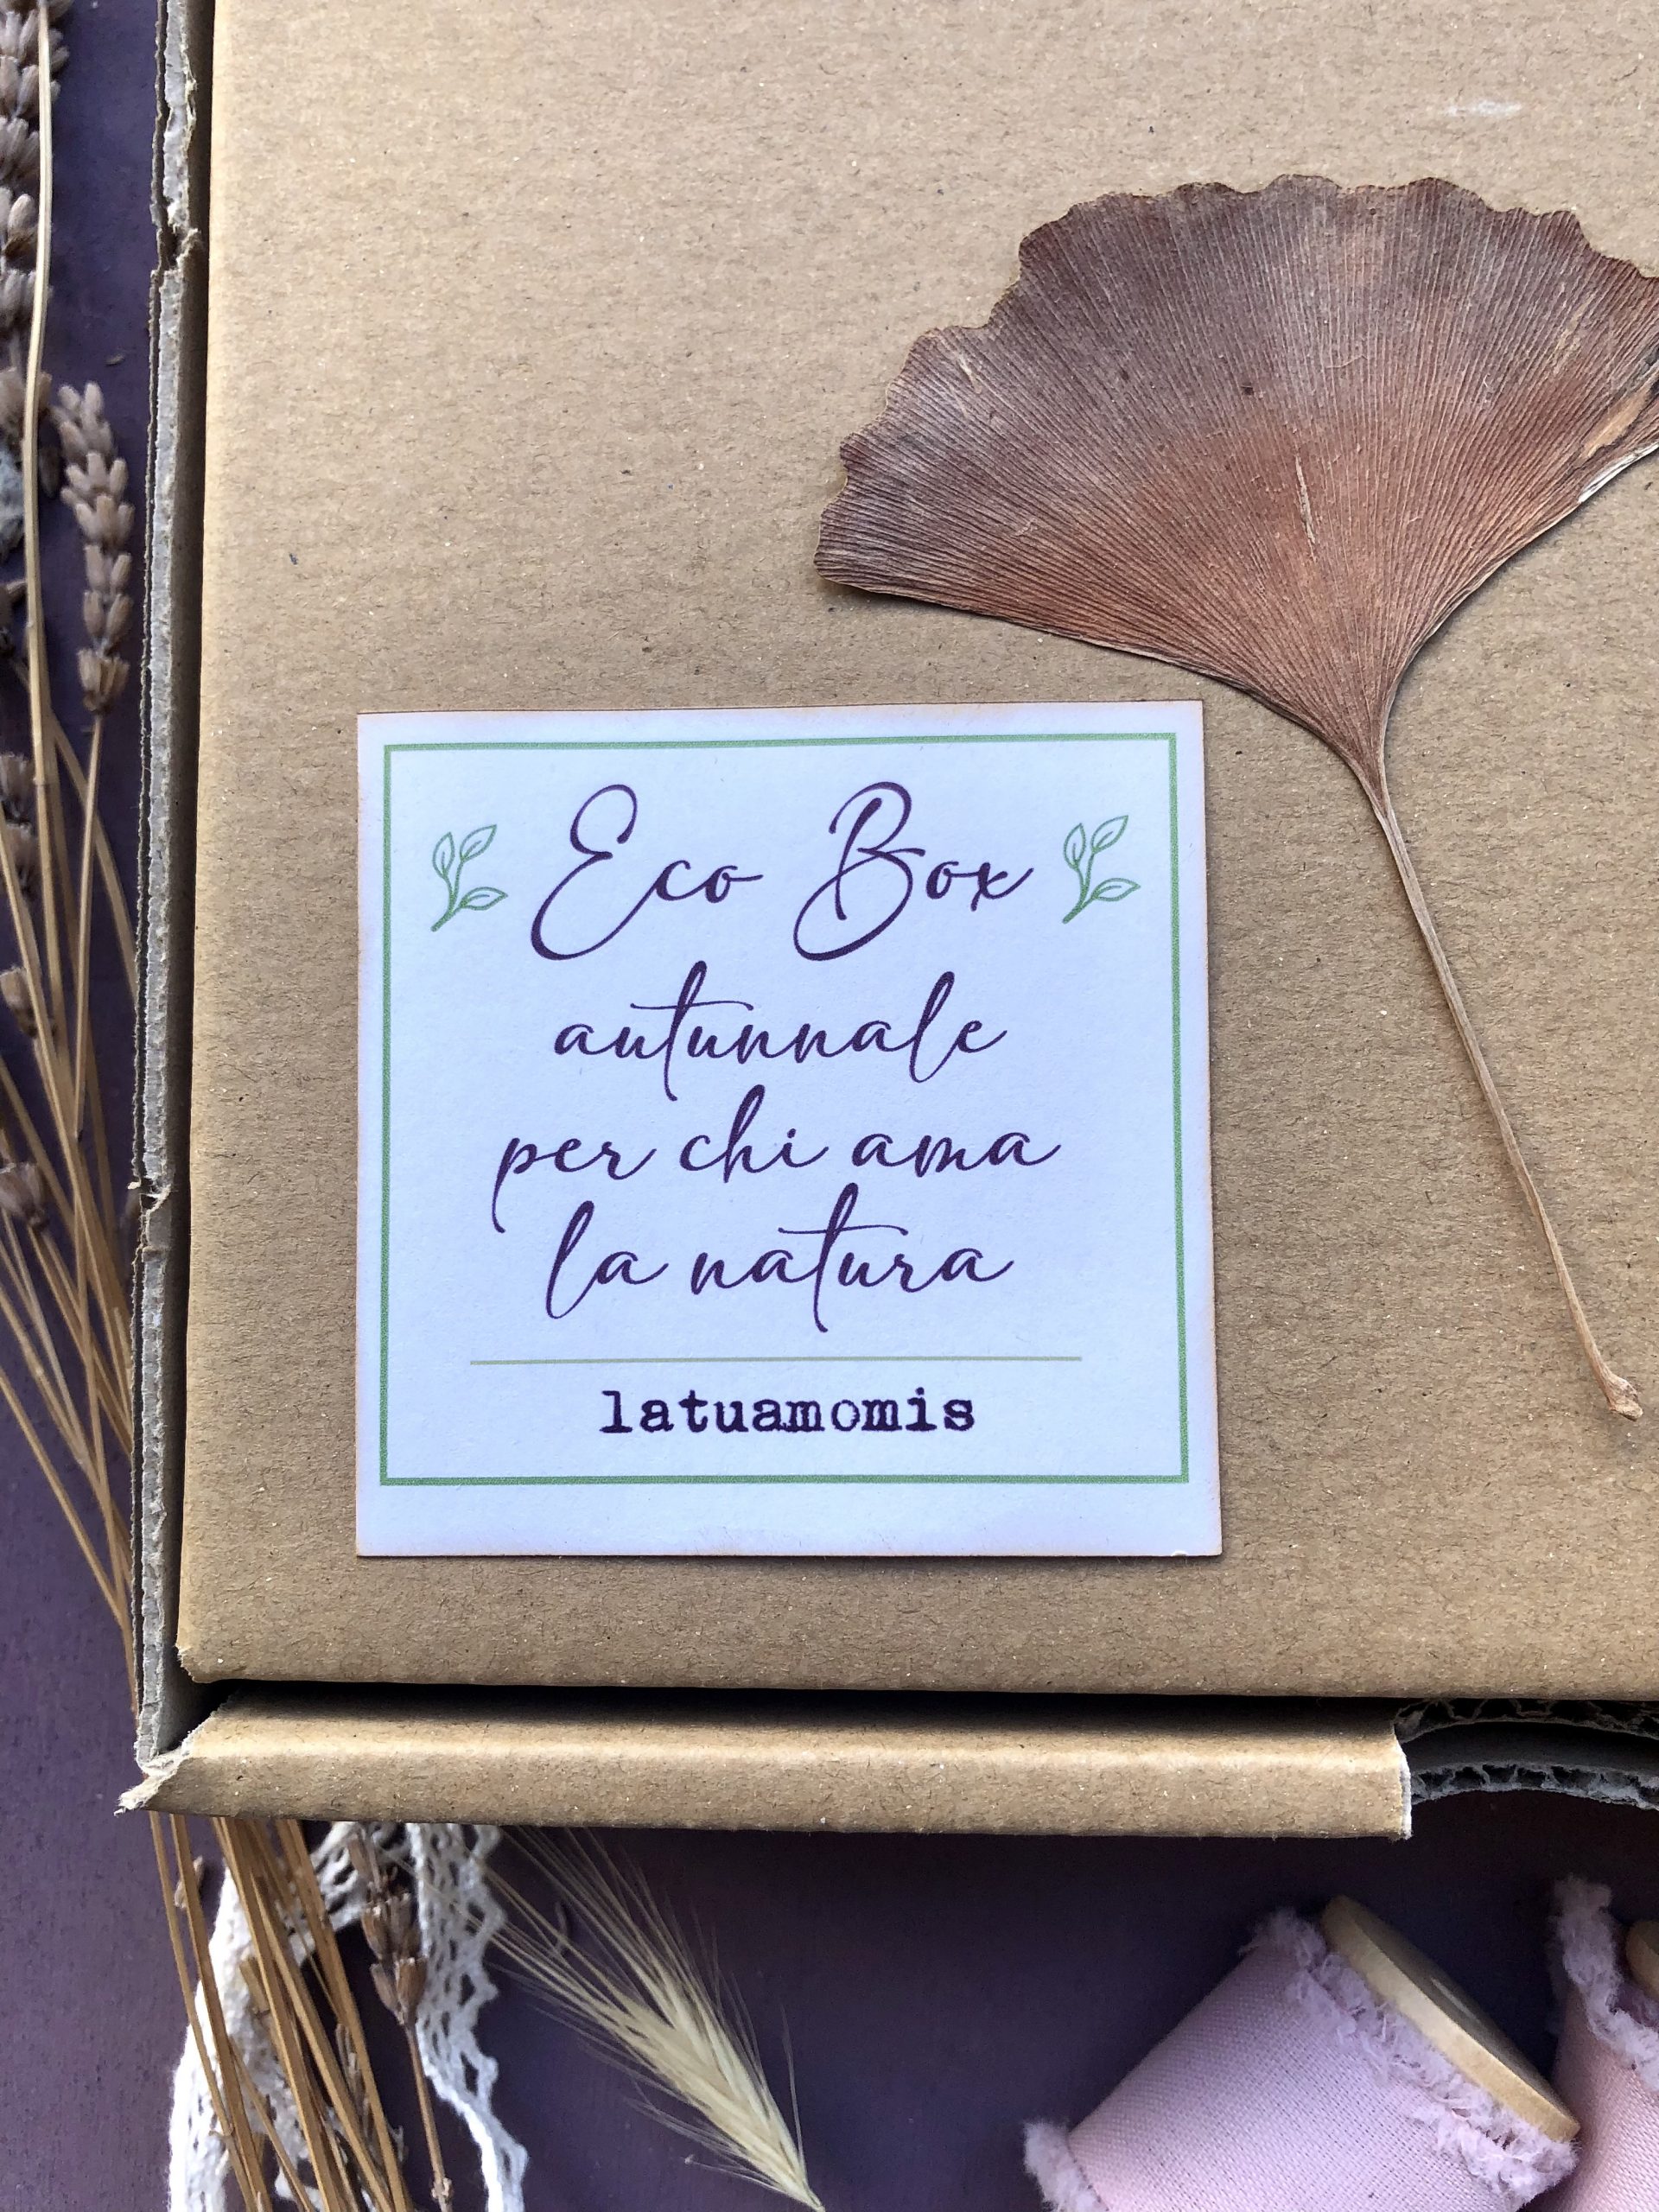 Eco Box
autunnale
per chi ama
la natura
latuamomis